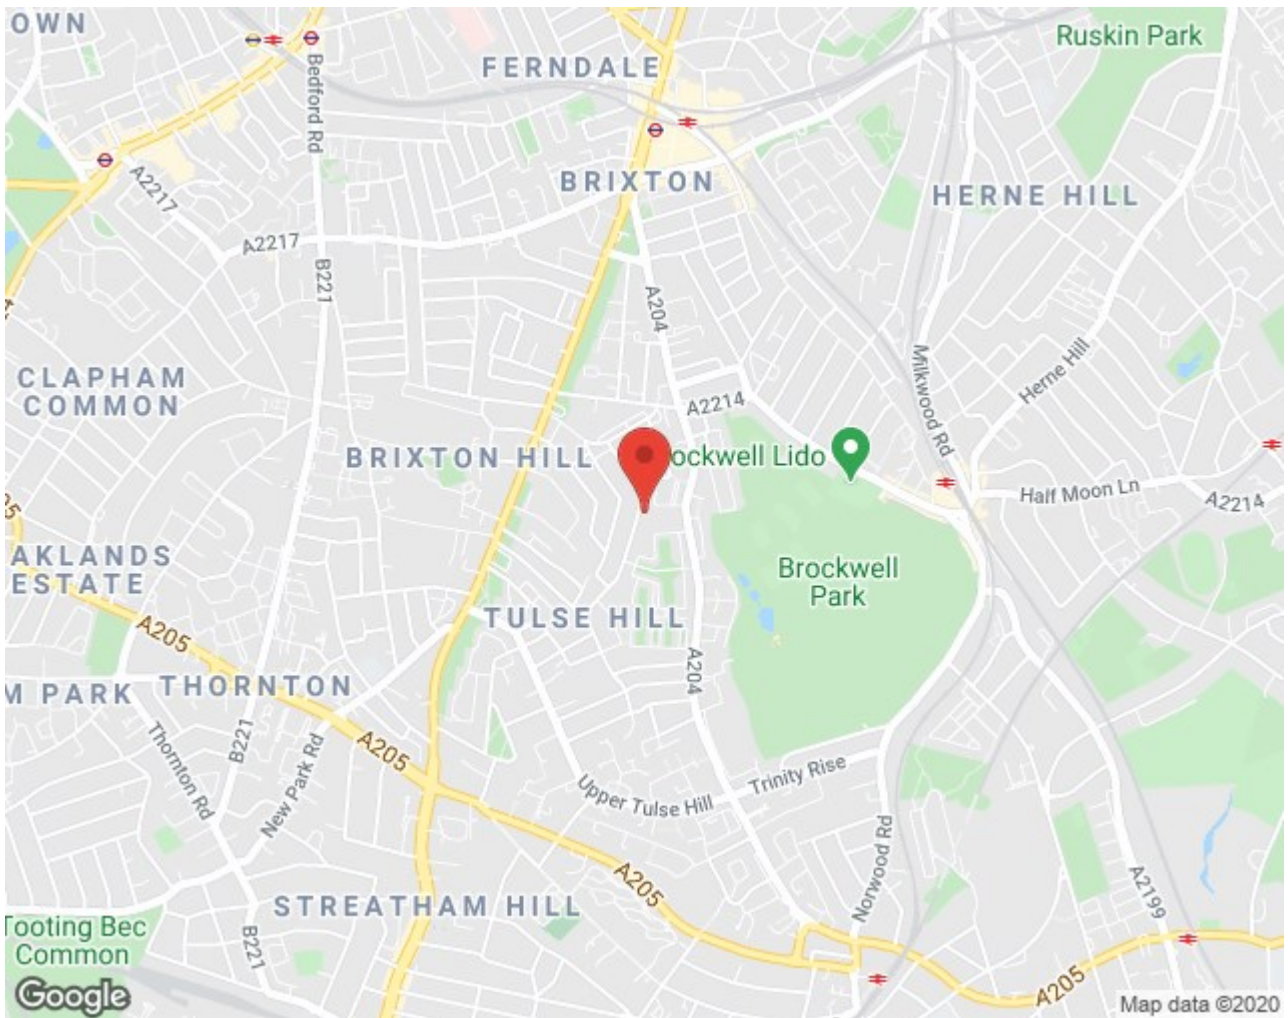 OWN
Bedford Rd
FERNDALE
Ruskin Park
A2217
BRIXTON
HERNE HILL
A2217
B221
A204
CLAPHAM
COMMON
Milkwood Rd
Herne Hill
A2214
BRIXTON HILL
ockwell Lido
Half Moon Ln
A2214
05
AKLANDS
ESTATE
Brockwell
Park
A205
TULSE HILL
A204
M PARK
THORNTON
B221
Thornton Rd
New Park Rd
A205
Upper Tulse Hill
Trinity Rise
Norwood Rd
A205
A2199
STREATHAM HILL
Tooting Bec
Common
B221
A205
Google
Map data ©2020